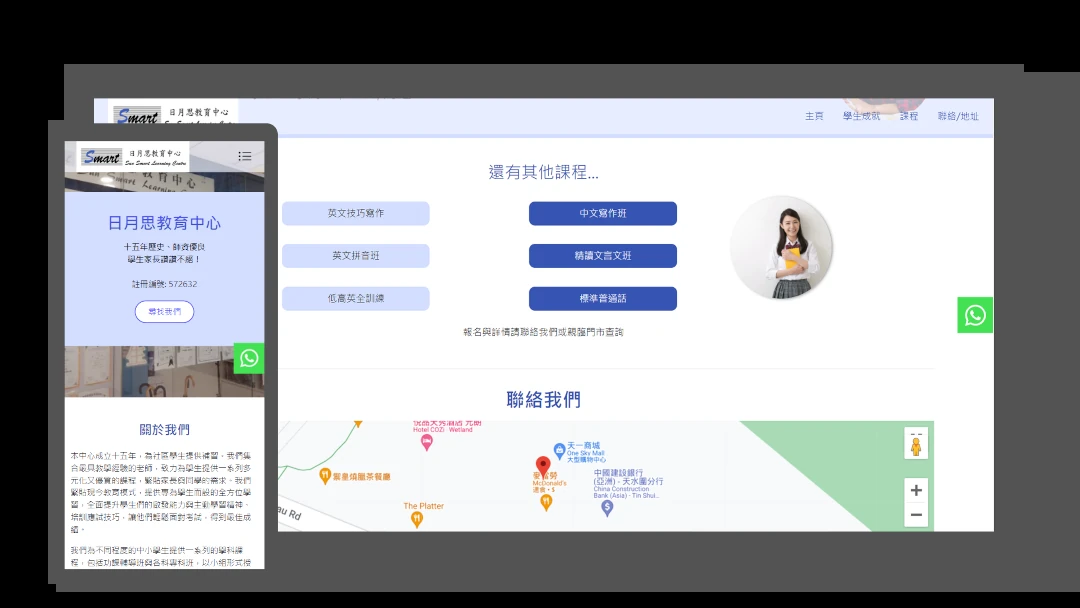 Smart
日月思教育中心
主頁
學生成就
課程
聯絡/地址
還有其他課程...
英文技巧寫作
中文寫作班
英文拼音班
精讀文言文班
低高英全訓練
標準普通話
報名與詳情請聯絡我們或親臨門市查詢
聯絡我們
Hotel COZi · Wetland
天一商城
One Sky Mall
大型購物中心
紫皇燒臘茶餐廳
麥當勞
McDonald's
速食 · $
中國建設銀行
(亞洲) - 天水圍分行
China Construction
Bank (Asia) - Tin Shui...
The Platter
au Rd
Smart
日月思教育中心
Sun Smart Learning Centre
日月思教育中心
十五年歷史、師資優良
學生家長讚讚不絕！
註冊編號: 572632
尋找我們
關於我們
本中心成立十五年，為社區學生提供補習。我們集
合最具教學經驗的老師，致力為學生提供一系列多
元化又優質的課程，緊貼家長與同學的需求。我們
緊貼現今教育模式，提供專為學生而設的全方位學
習，全面提升學生們的啟發能力與主動學習精神。
培訓應試技巧，讓他們輕鬆面對考試，得到最佳成
績。
我們為不同程度的中小學生提供一系列的學科課
程，包括功課輔導班與各科專科班，以小組形式授